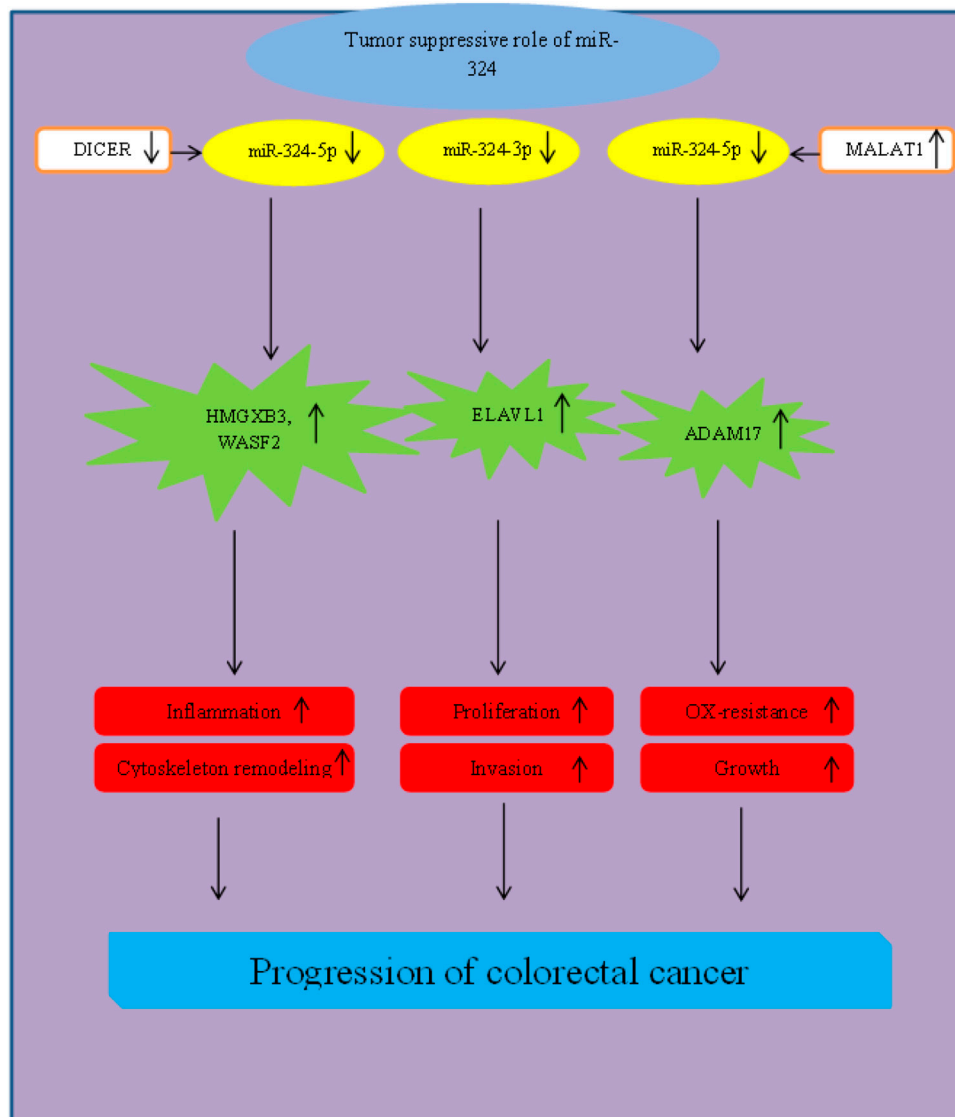 Tumor suppressive role of miR-
324
DICER
miR-324-5p
miR-324-3p
miR-324-5p
MALAT1
HMGXB3,
WASF2
ELAVL1
ADAM17
Inflammation
Proliferation
OX-resistance
Cytoskeleton remodeling
Invasion
Growth
Progression of colorectal cancer